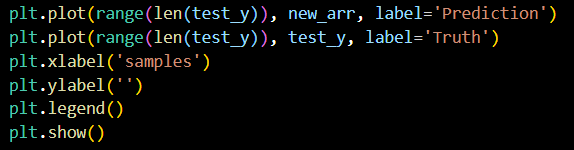 plt.plot(range(len(test_y)), new_arr, label='Prediction')
plt.plot(range(len(test_y)), test_y, label='Truth')
plt.xlabel('samples')
plt.ylabel('')
plt.legend()
plt.show()